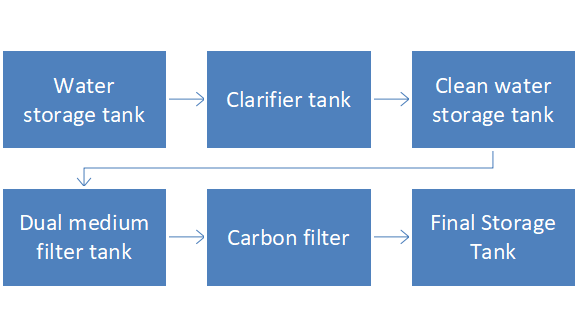 Water
storage tank
Clarifier tank
Clean water
storage tank
Dual medium
filter tank
Carbon filter
Final Storage
Tank